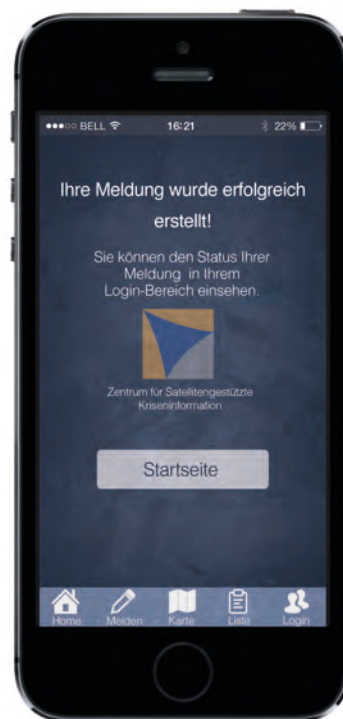 ●●●○○ BELL 16:21 22%
Ihre Meldung wurde erfolgreich
erstellt!
Sie können den Status Ihrer
Meldung in Ihrem
Login-Bereich einsehen.
Zentrum für Satellitengestützte
Kriseninformation
Startseite
Home Melden Karte Liste Login